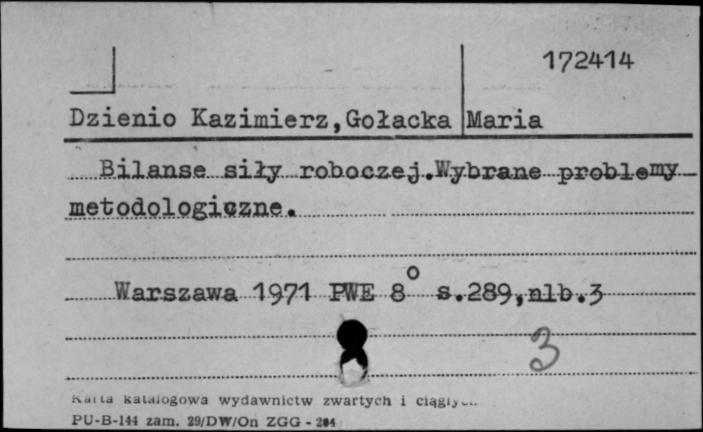 172414
Dzienio Kazimierz,Gołacka Maria
Bilanse siły roboczej.Wybrane problemy
metodologiczne.
Warszawa 1971 PWE 8° s.289,nlb.3
3
Karta katalogowa wydawnictw zwartych i ciągłych.
PU-B-144 zam. 29/DW/On ZGG - 204